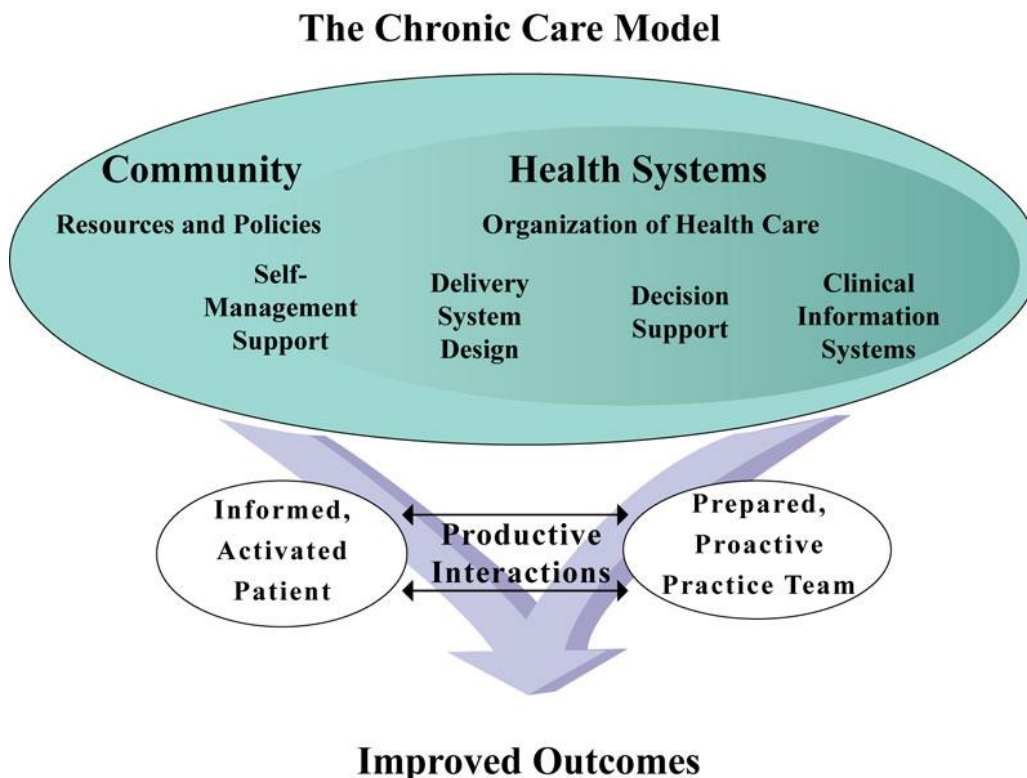 The Chronic Care Model
Community
Resources and Policies
Health Systems
Organization of Health Care
Self-
Management
Support
Delivery
System
Design
Decision
Support
Clinical
Information
Systems
Informed,
Activated
Patient
Productive
Interactions
Prepared,
Proactive
Practice Team
Improved Outcomes